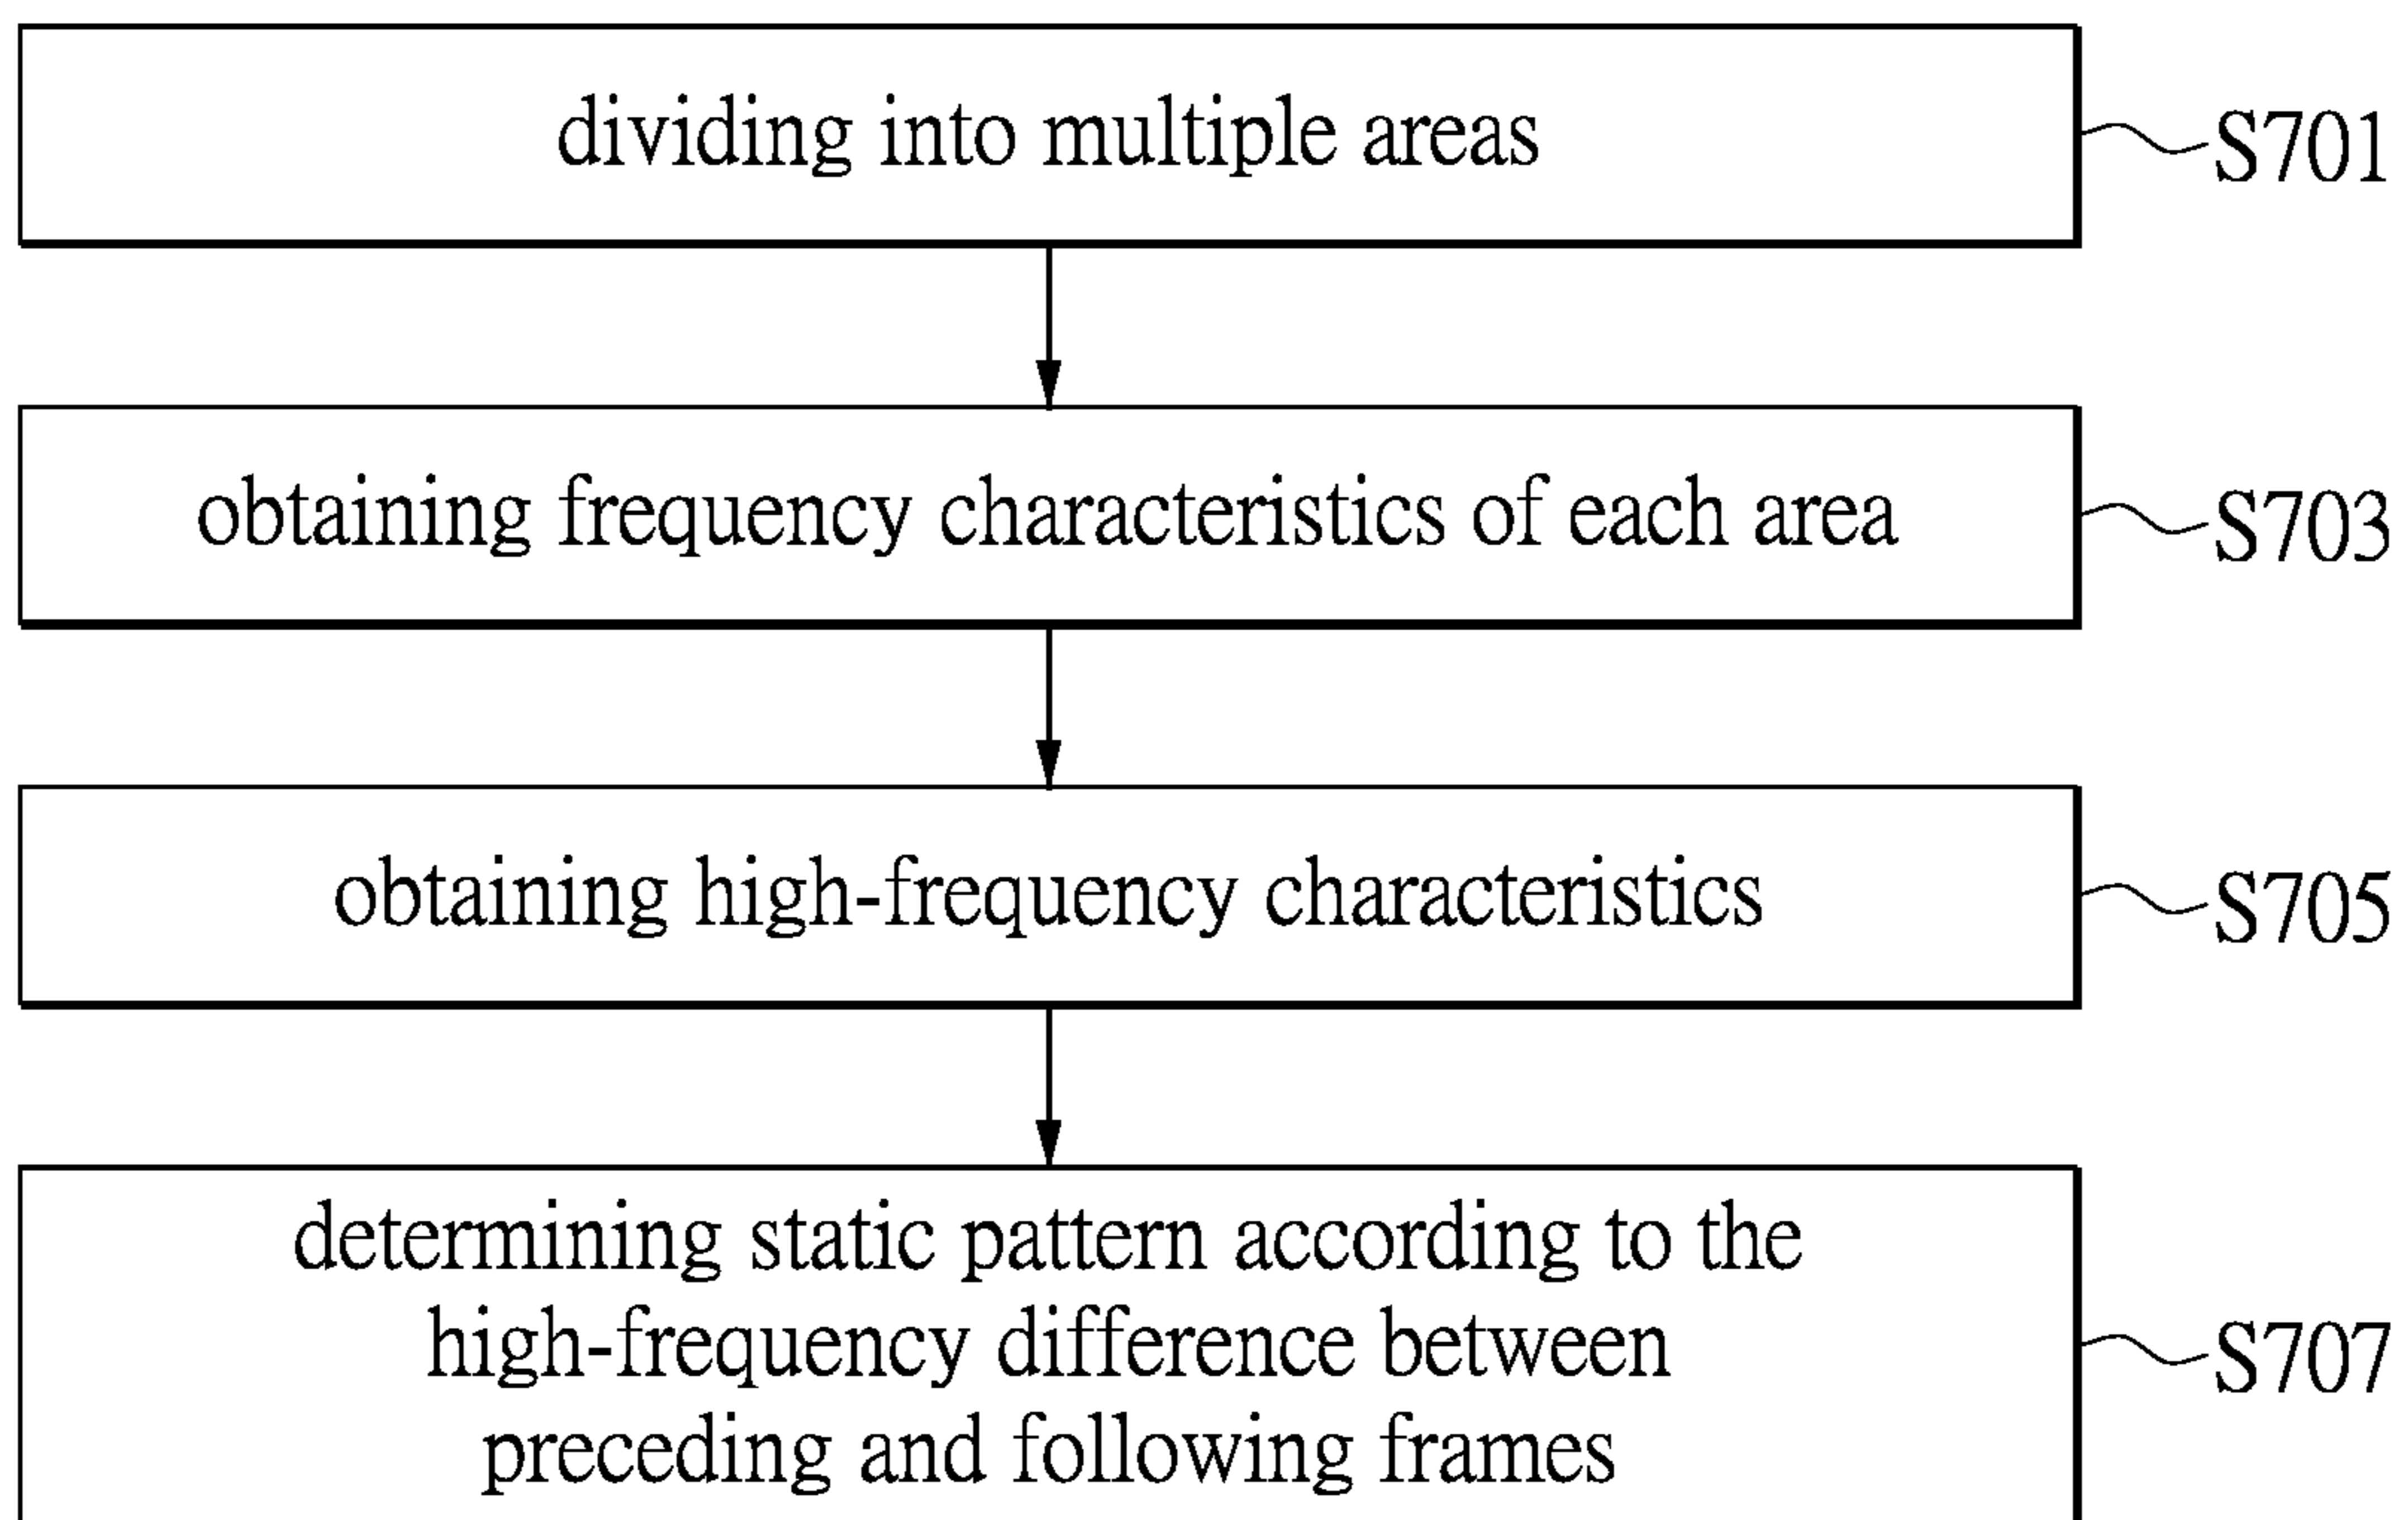 dividing into multiple areas
S701
obtaining frequency characteristics of each area
S703
obtaining high-frequency characteristics
S705
determining static pattern according to the
high-frequency difference between
preceding and following frames
S707